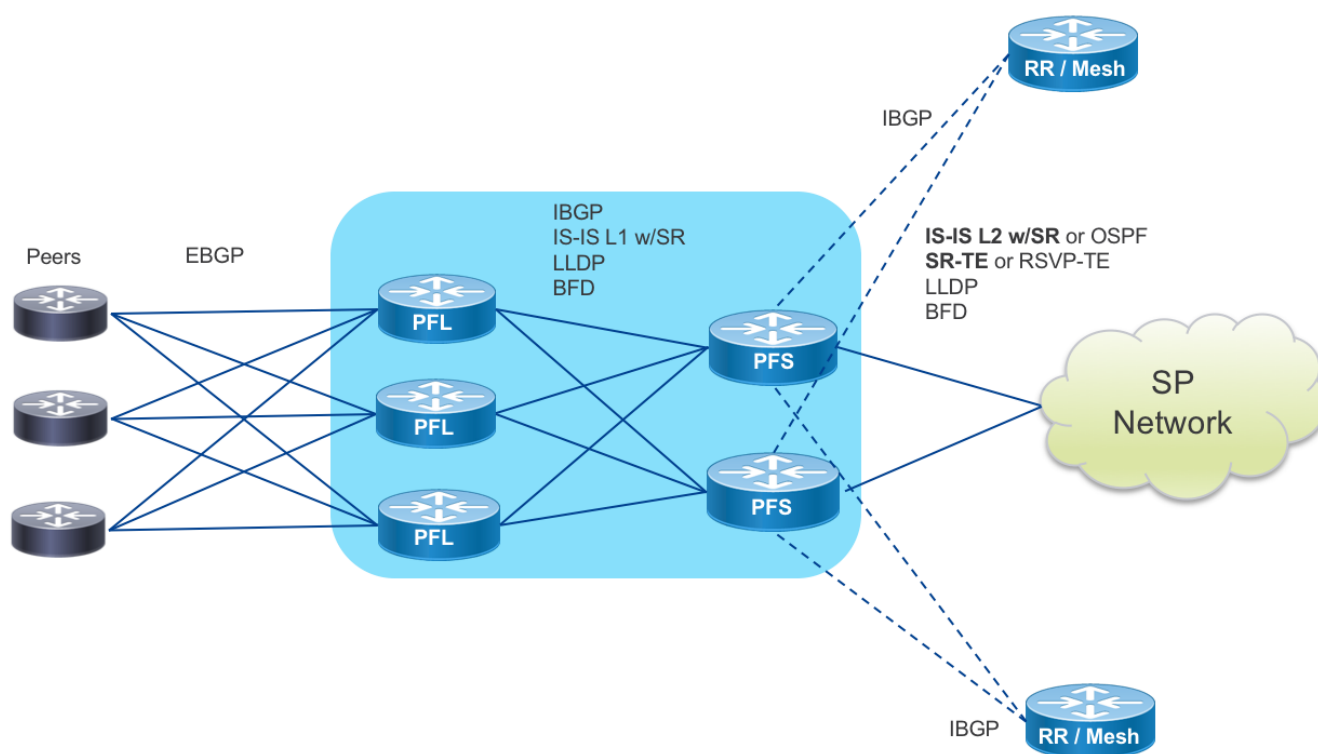 RR / Mesh
IBGP
IBGP
IS-IS L1 w/SR
LLDP
BFD
IS-IS L2 w/SR or OSPF
SR-TE or RSVP-TE
LLDP
BFD
Peers
EBGP
PFL
PFS
SP
Network
PFL
PFS
PFL
IBGP
RR / Mesh